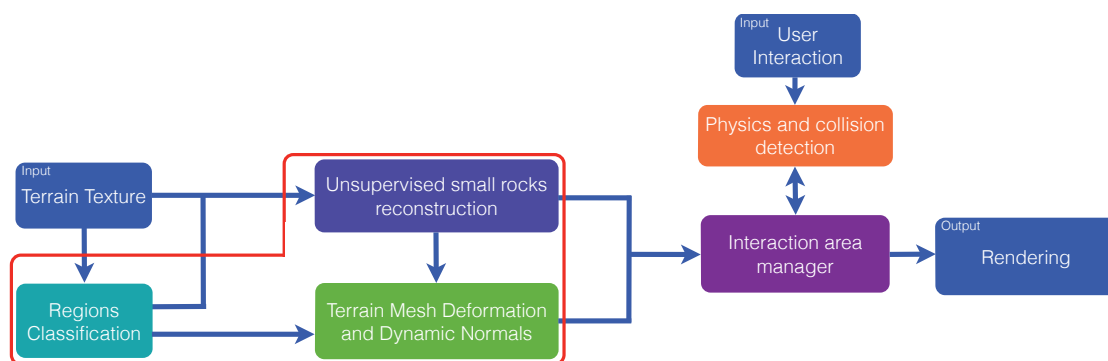 Input
User
Interaction
Physics and collision
detection
Input
Terrain Texture
Unsupervised small rocks
reconstruction
Interaction area
manager
Output
Rendering
Regions
Classification
Terrain Mesh Deformation
and Dynamic Normals